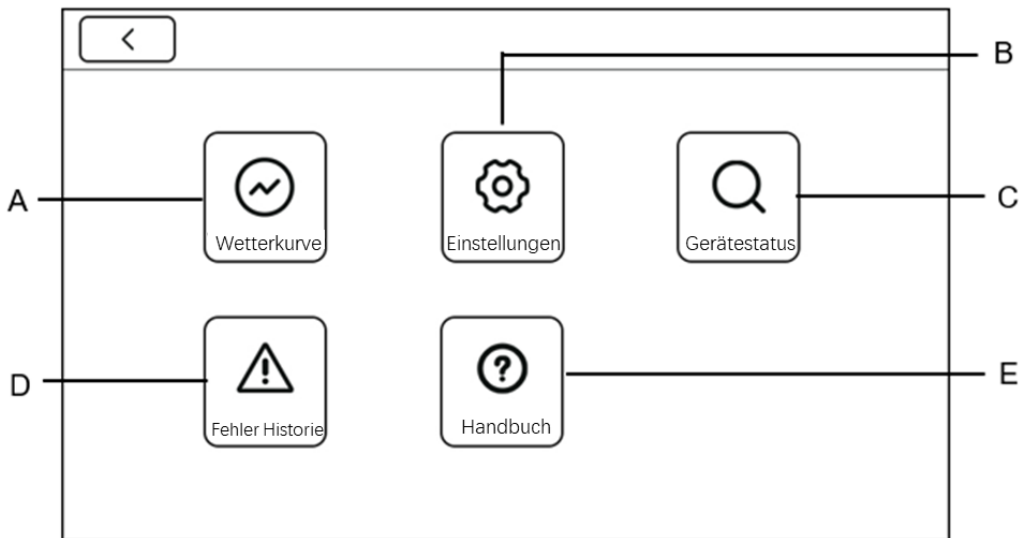 B
A
Wetterkurve
Einstellungen
Gerätestatus
C
D
Fehler Historie
Handbuch
E